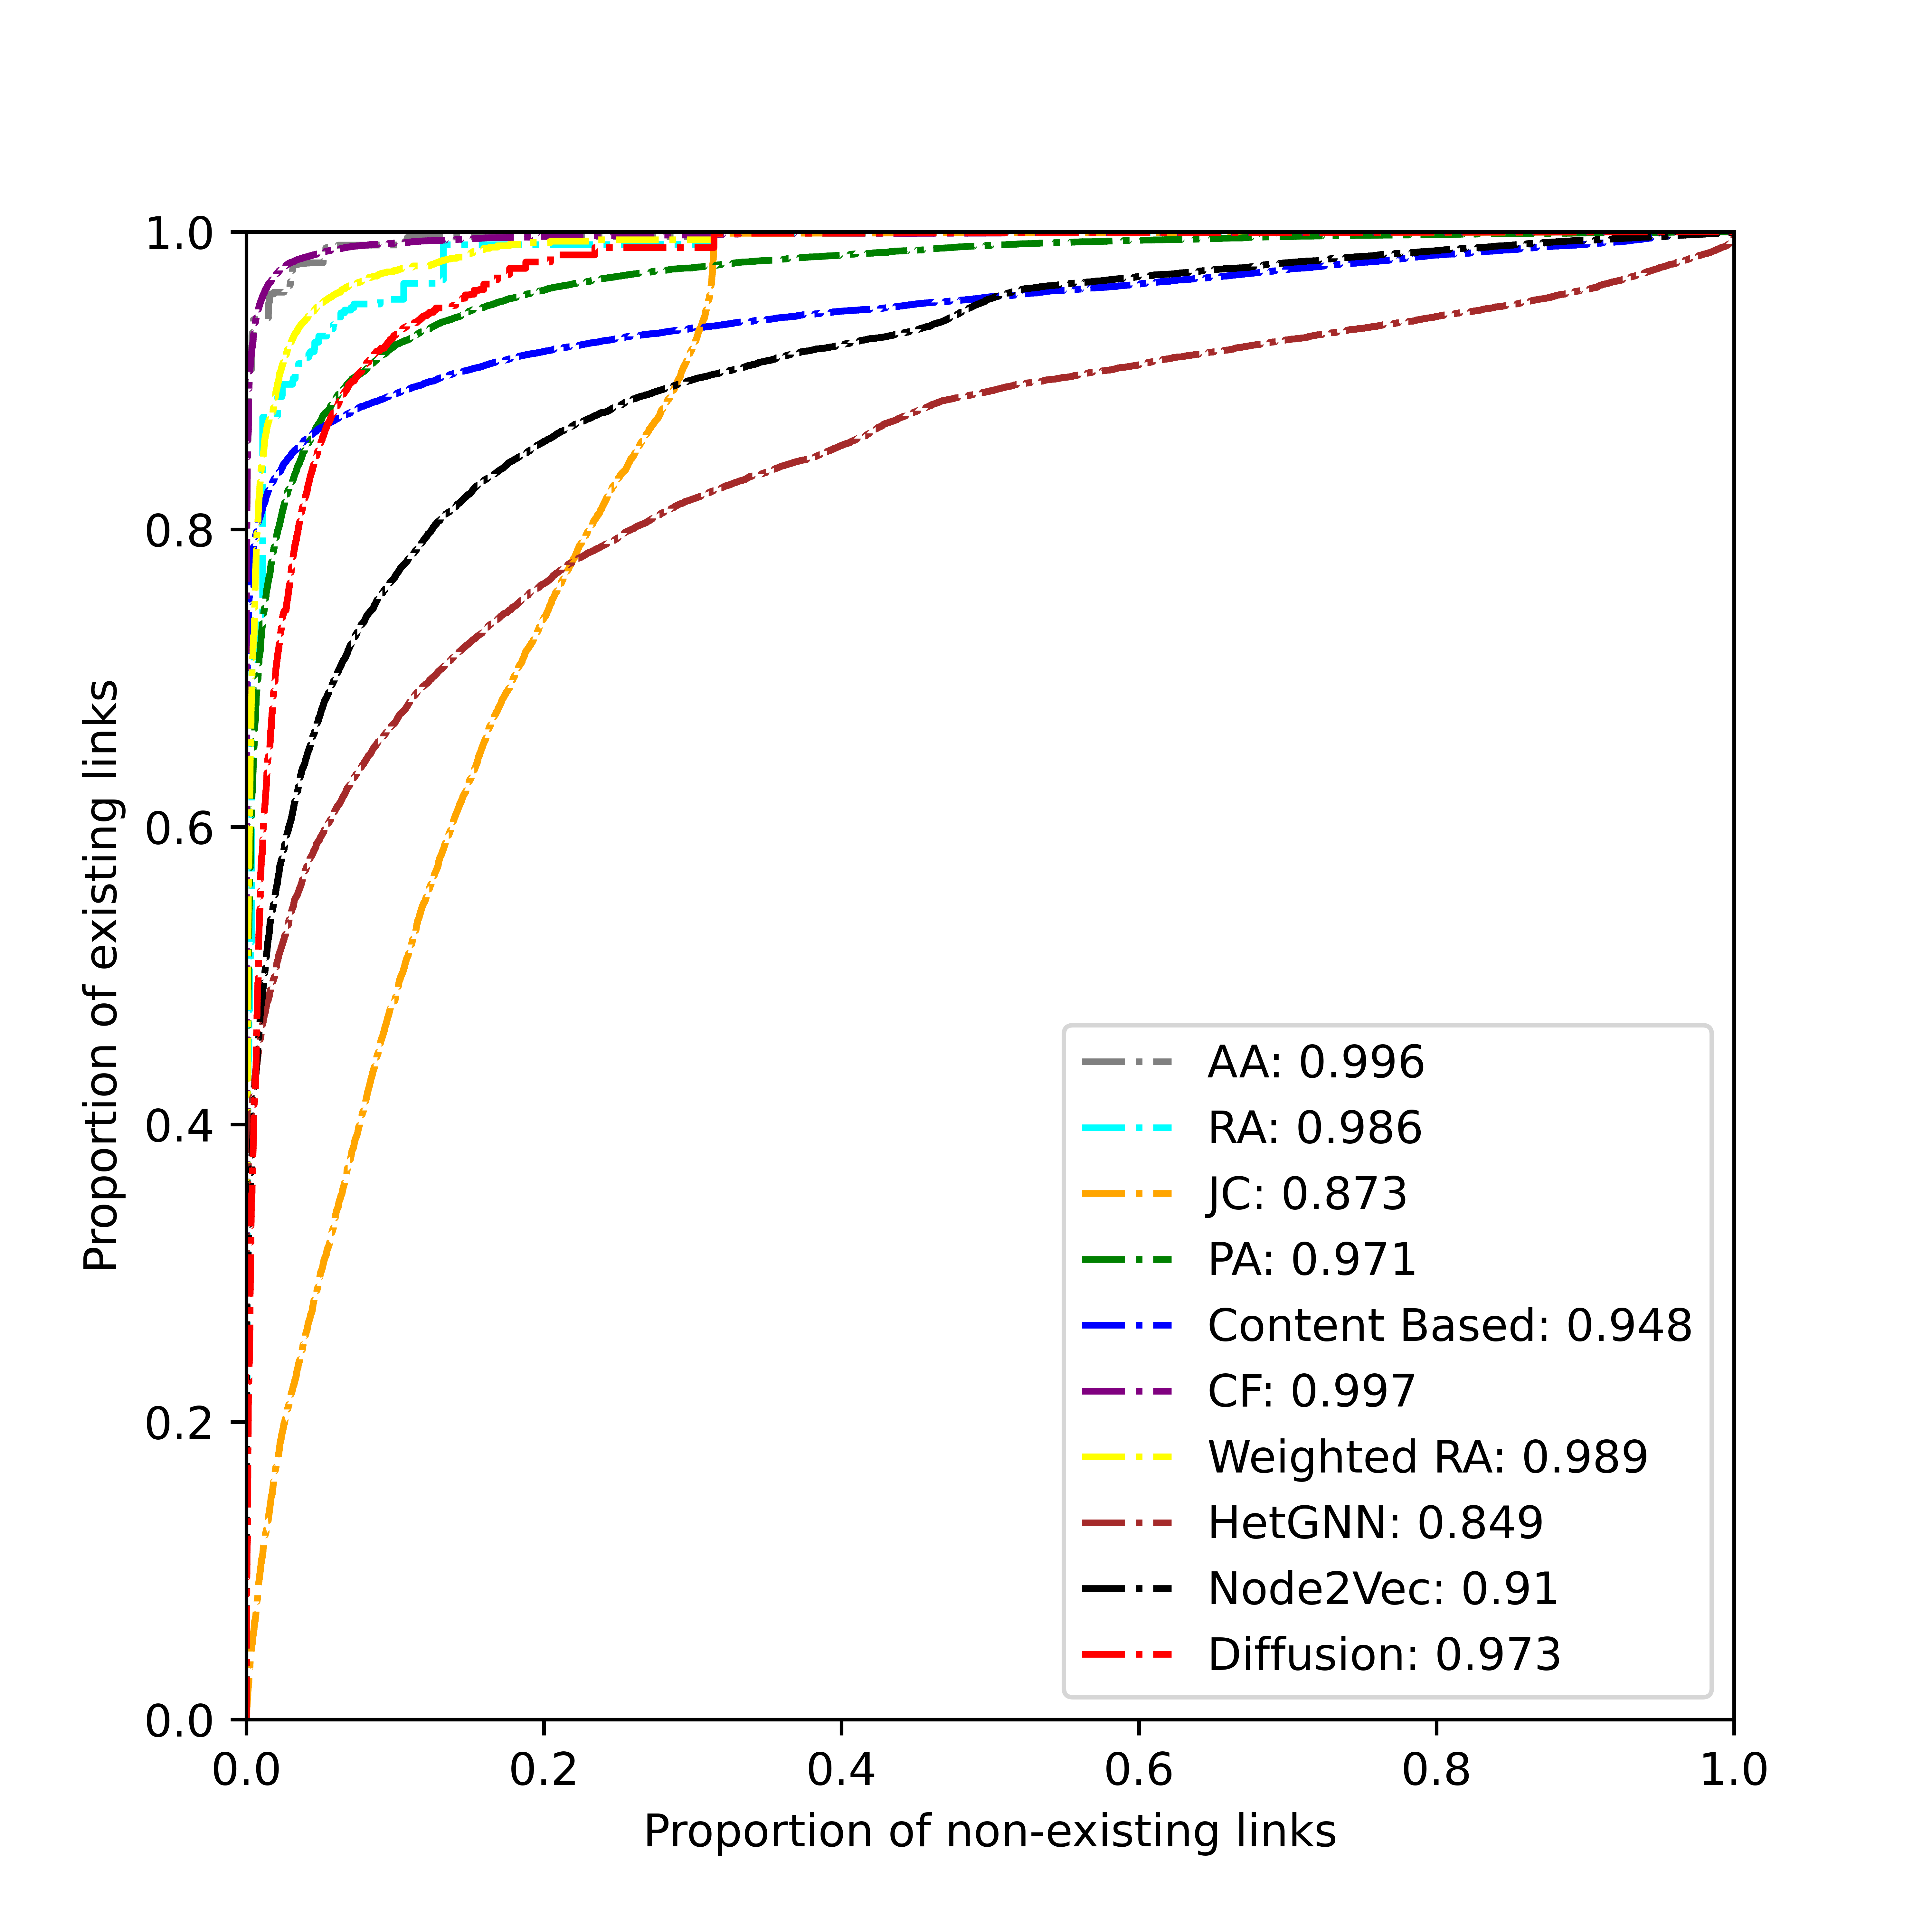 1.0
0.8
0.6
0.4
0.2
0.0
Proportion of existing links
AA: 0.996
RA: 0.986
JC: 0.873
PA: 0.971
Content Based: 0.948
CF: 0.997
Weighted RA: 0.989
HetGNN: 0.849
Node2Vec: 0.91
Diffusion: 0.973
0.0 0.2 0.4 0.6 0.8 1.0
Proportion of non-existing links